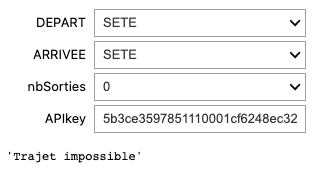 DEPART SETE
ARRIVEE SETE
nbSorties 0
APIkey 5b3ce3597851110001cf6248ec32
'Trajet impossible'